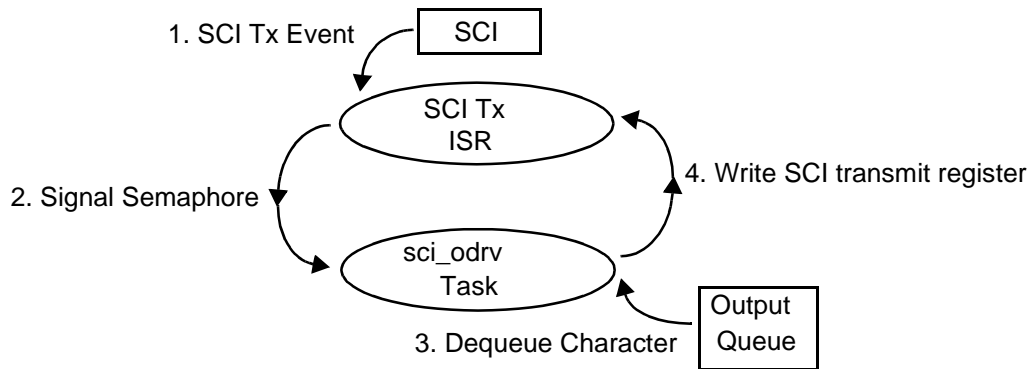 1. SCI Tx Event
SCI
SCI Tx
ISR
2. Signal Semaphore
4. Write SCI transmit register
sci_odrv
Task
3. Dequeue Character
Output
Queue